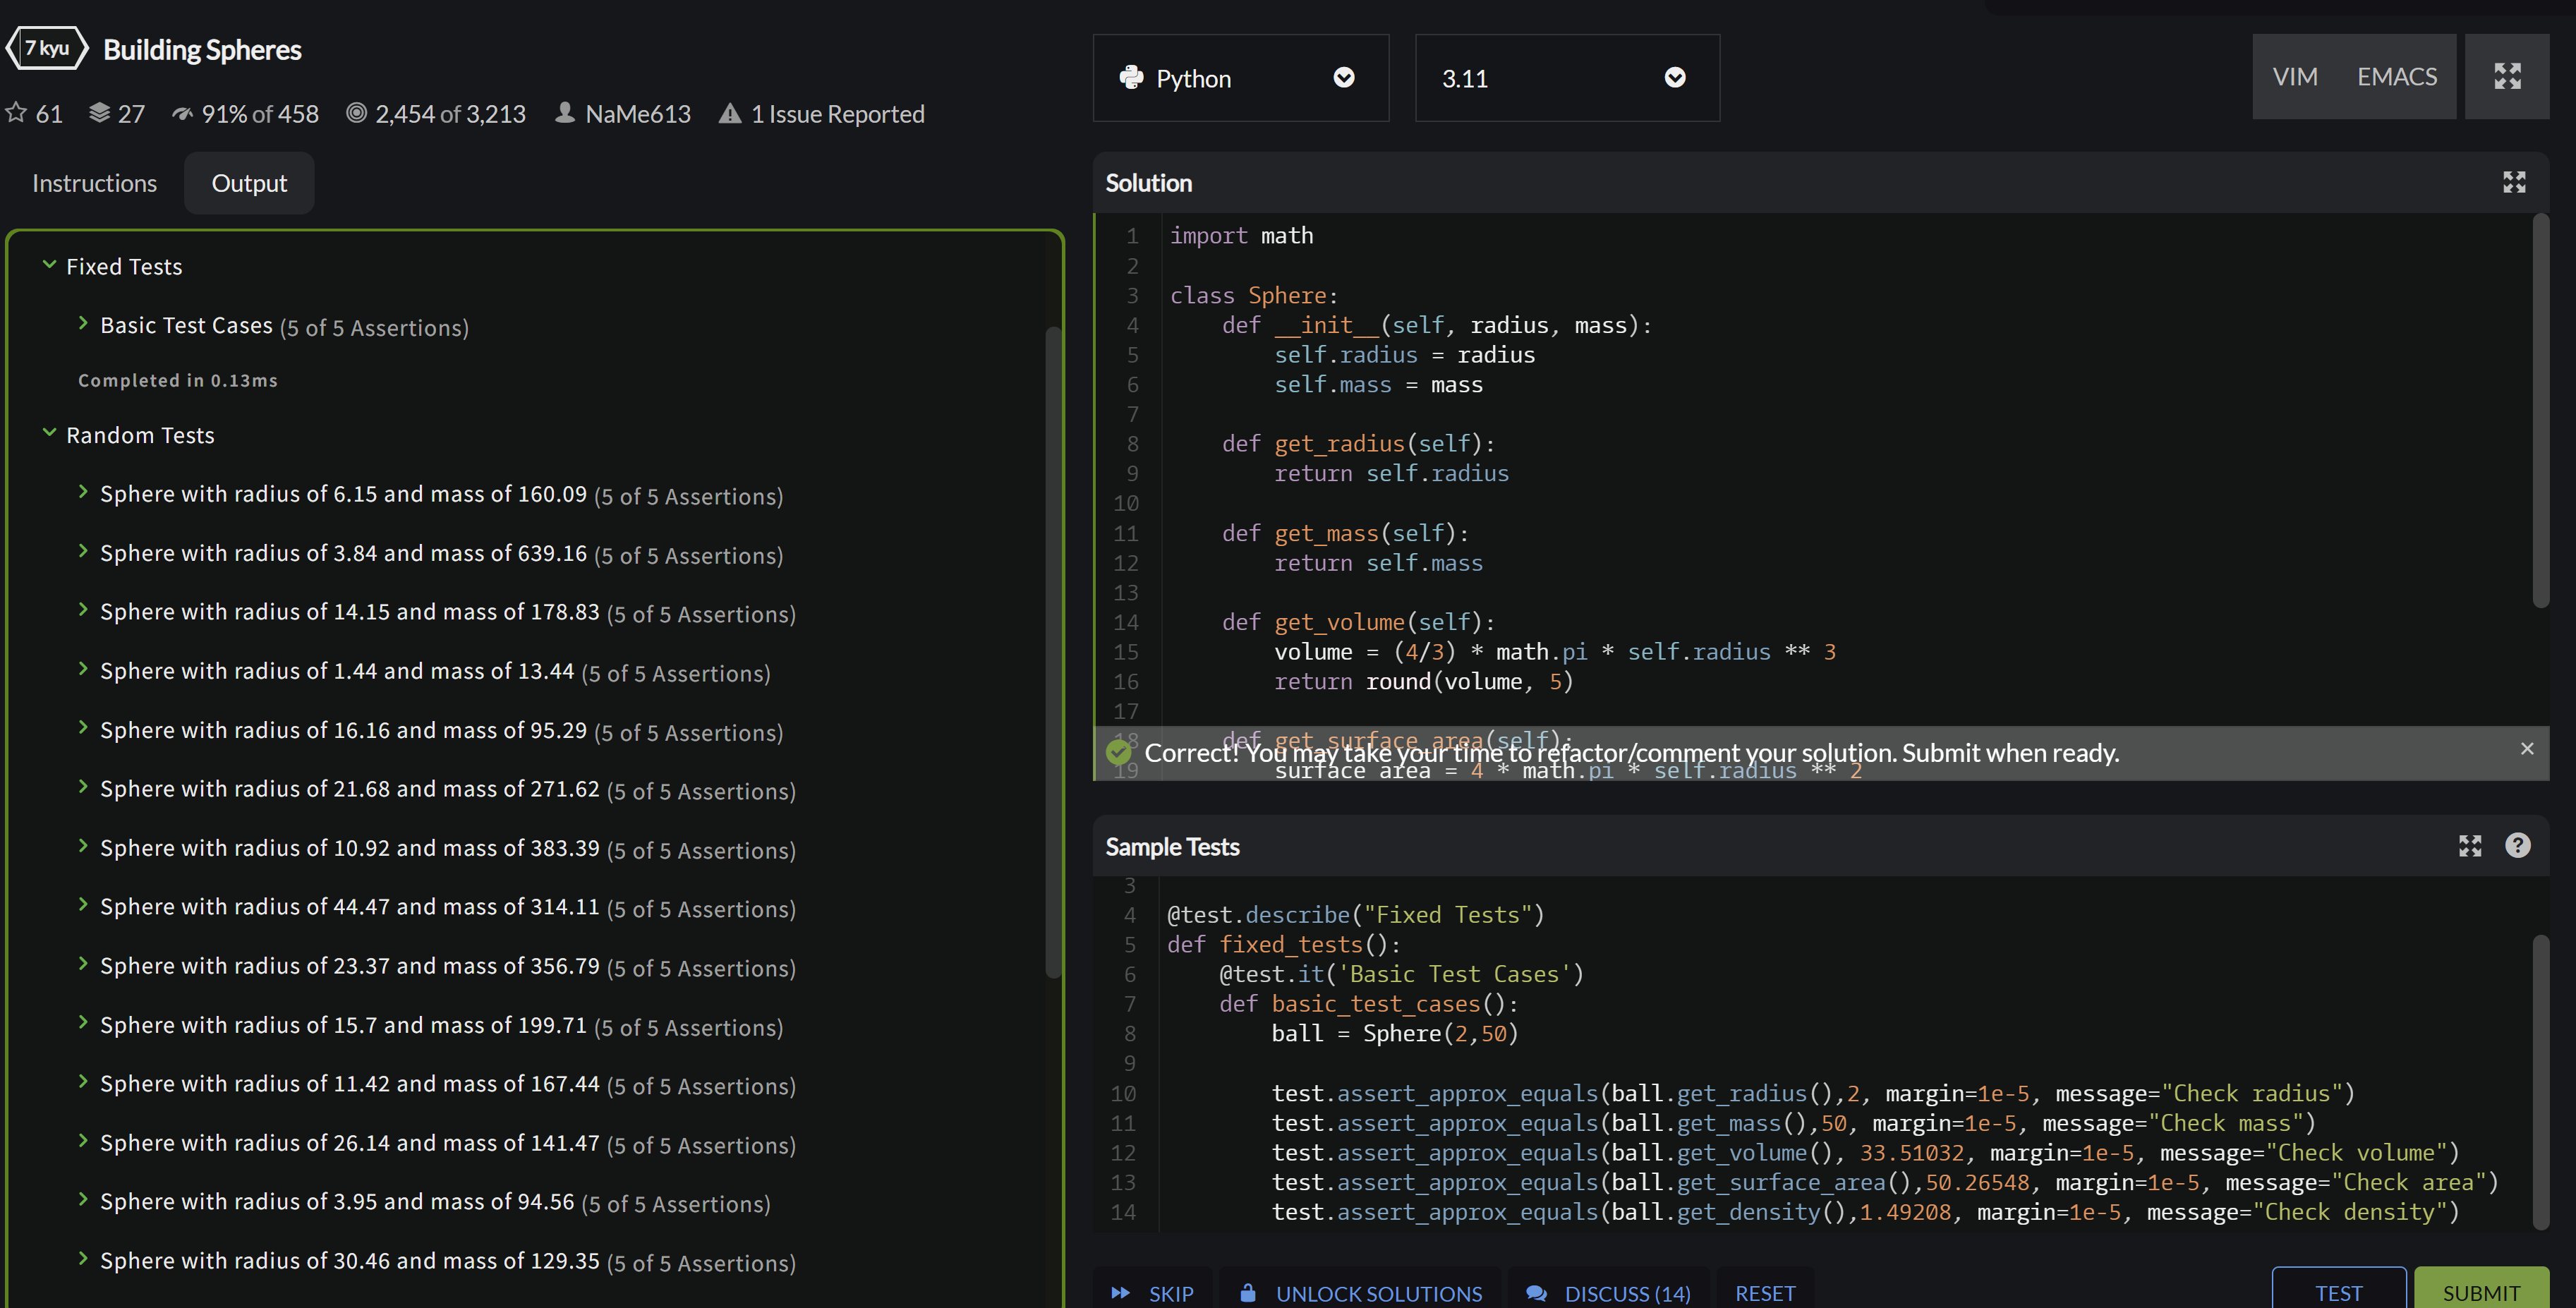 7 kyu Building Spheres
61 27 91% of 458 2,454 of 3,213 NaMe613 1 Issue Reported
Instructions Output
Fixed Tests
Basic Test Cases (5 of 5 Assertions)
Completed in 0.13ms
Random Tests
Sphere with radius of 6.15 and mass of 160.09 (5 of 5 Assertions)
Sphere with radius of 3.84 and mass of 639.16 (5 of 5 Assertions)
Sphere with radius of 14.15 and mass of 178.83 (5 of 5 Assertions)
Sphere with radius of 1.44 and mass of 13.44 (5 of 5 Assertions)
Sphere with radius of 16.16 and mass of 95.29 (5 of 5 Assertions)
Sphere with radius of 21.68 and mass of 271.62 (5 of 5 Assertions)
Sphere with radius of 10.92 and mass of 383.39 (5 of 5 Assertions)
Sphere with radius of 44.47 and mass of 314.11 (5 of 5 Assertions)
Sphere with radius of 23.37 and mass of 356.79 (5 of 5 Assertions)
Sphere with radius of 15.7 and mass of 199.71 (5 of 5 Assertions)
Sphere with radius of 11.42 and mass of 167.44 (5 of 5 Assertions)
Sphere with radius of 26.14 and mass of 141.47 (5 of 5 Assertions)
Sphere with radius of 3.95 and mass of 94.56 (5 of 5 Assertions)
Sphere with radius of 30.46 and mass of 129.35 (5 of 5 Assertions)
Python 3.11 VIM EMACS
Solution
1 import math
2
3 class Sphere:
4     def __init__(self, radius, mass):
5         self.radius = radius
6         self.mass = mass
7
8     def get_radius(self):
9         return self.radius
10
11     def get_mass(self):
12         return self.mass
13
14     def get_volume(self):
15         volume = (4/3) * math.pi * self.radius ** 3
16         return round(volume, 5)
17
18     def get_surface_area(self):
Correct! You may take your time to refactor/comment your solution. Submit when ready.
19         surface_area = 4 * math.pi * self.radius ** 2
Sample Tests
3
4 @test.describe("Fixed Tests")
5 def fixed_tests():
6     @test.it('Basic Test Cases')
7     def basic_test_cases():
8         ball = Sphere(2,50)
9
10         test.assert_approx_equals(ball.get_radius(),2, margin=1e-5, message="Check radius")
11         test.assert_approx_equals(ball.get_mass(),50, margin=1e-5, message="Check mass")
12         test.assert_approx_equals(ball.get_volume(), 33.51032, margin=1e-5, message="Check volume")
13         test.assert_approx_equals(ball.get_surface_area(),50.26548, margin=1e-5, message="Check area")
14         test.assert_approx_equals(ball.get_density(),1.49208, margin=1e-5, message="Check density")
SKIP UNLOCK SOLUTIONS DISCUSS (14) RESET TEST SUBMIT